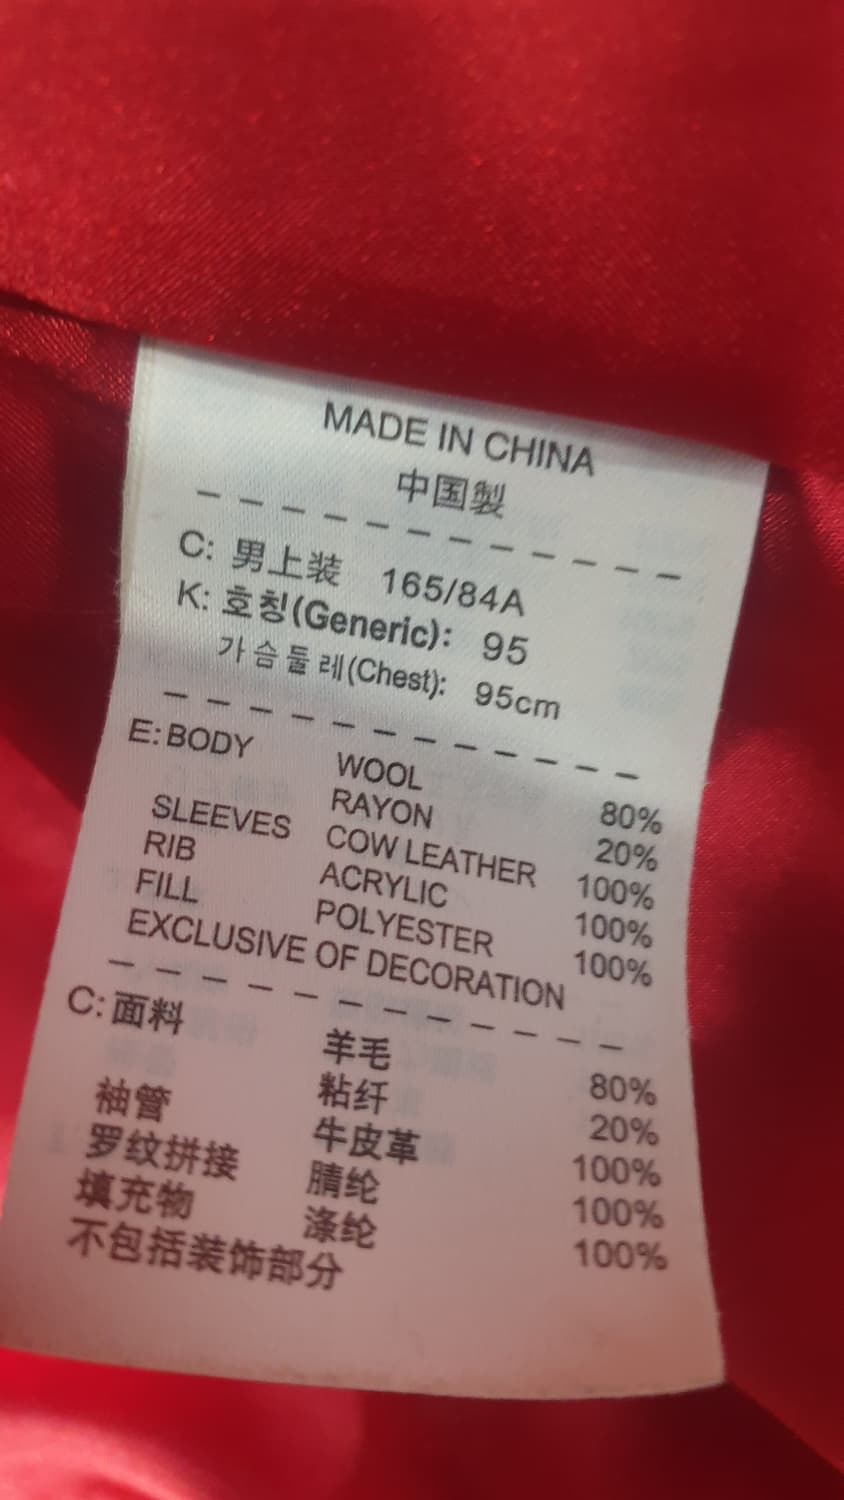 MADE IN CHINA
中国製
C: 男上装 165/84A
K: 호칭(Generic): 95
가슴둘레(Chest): 95cm
E: BODY WOOL 80%
RAYON 20%
SLEEVES COW LEATHER 100%
RIB ACRYLIC 100%
FILL POLYESTER 100%
EXCLUSIVE OF DECORATION
C: 面料 羊毛 80%
粘纤 20%
袖管 牛皮革 100%
罗纹拼接 腈纶 100%
填充物 涤纶 100%
不包括装饰部分